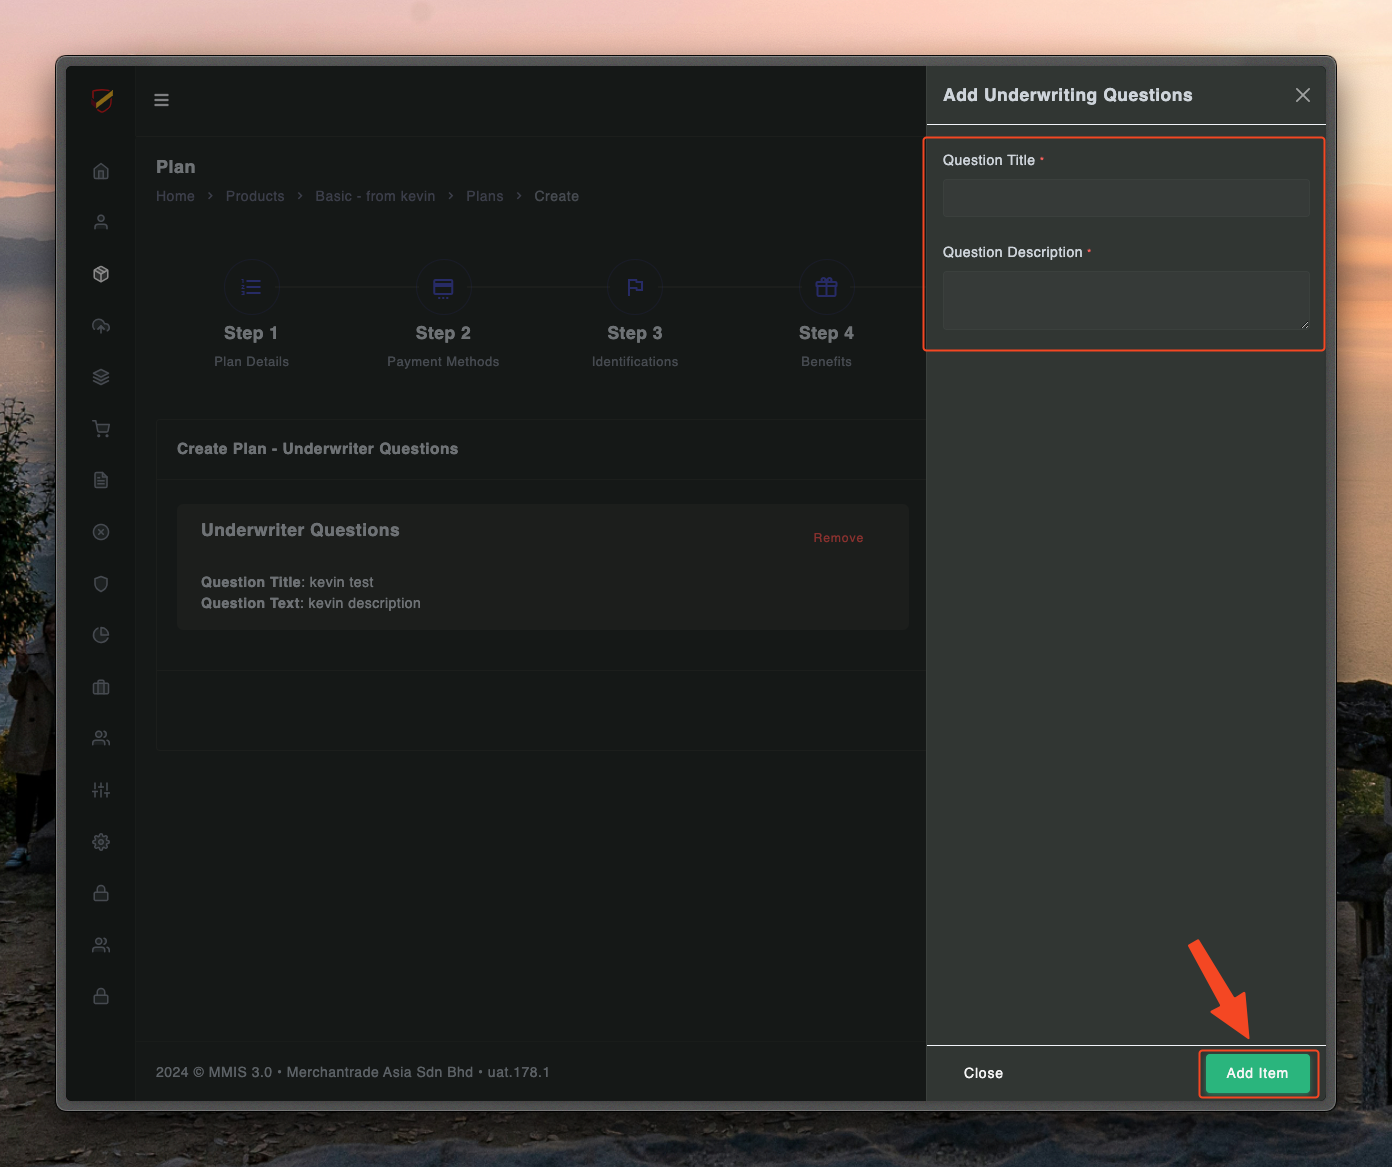 Plan
Home > Products > Basic - from kevin > Plans > Create
Step 1
Plan Details
Step 2
Payment Methods
Step 3
Identifications
Step 4
Benefits
Create Plan - Underwriter Questions
Underwriter Questions
Remove
Question Title: kevin test
Question Text: kevin description
2024 © MMIS 3.0 • Merchantrade Asia Sdn Bhd • uat.178.1
Add Underwriting Questions
Question Title *
Question Description *
Close
Add Item